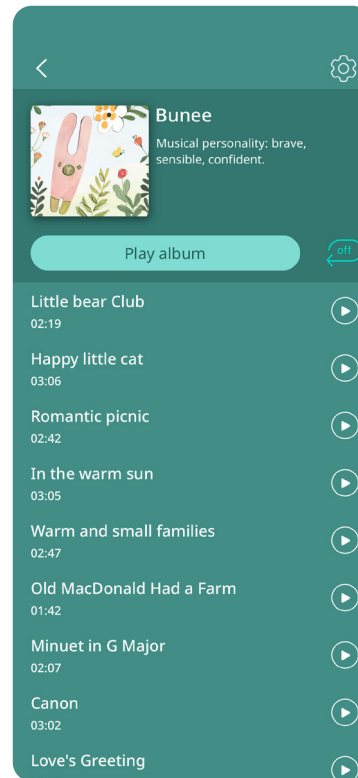 Bunee
Musical personality: brave,
sensible, confident.
Play album
off
Little bear Club
02:19
Happy little cat
03:06
Romantic picnic
02:42
In the warm sun
03:05
Warm and small families
02:47
Old MacDonald Had a Farm
01:42
Minuet in G Major
02:07
Canon
03:02
Love's Greeting